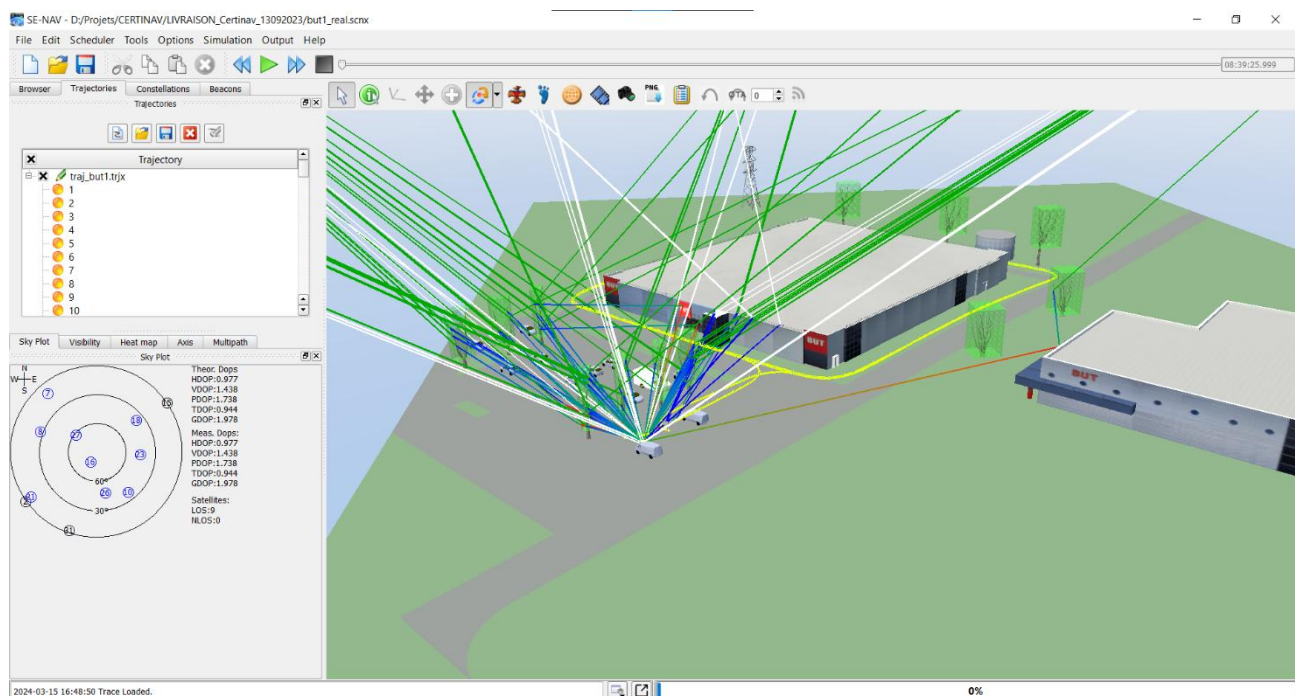 SE-NAV - D:/Projets/CERTINAV/LIVRAISON_Certinav_13092023/but1_real.scnx
File Edit Scheduler Tools Options Simulation Output Help
08:39:25.999
Browser Trajectories Constellations Beacons
Trajectories
PNG
0
Trajectory
traj_but1.trjx
1
2
3
4
5
6
7
8
9
10
Sky Plot Visibility Heat map Axis Multipath
Sky Plot
N
W E
S
7
8
27
16
18
23
26
10
60°
30°
Theor. Dops
HDOP:0.977
VDOP:1.438
PDOP:1.738
TDOP:0.944
GDOP:1.978
Meas. Dops:
HDOP:0.977
VDOP:1.438
PDOP:1.738
TDOP:0.944
GDOP:1.978
Satellites:
LOS:9
NLOS:0
BUT
BUT
BUT
2024-03-15 16:48:50 Trace Loaded.
0%